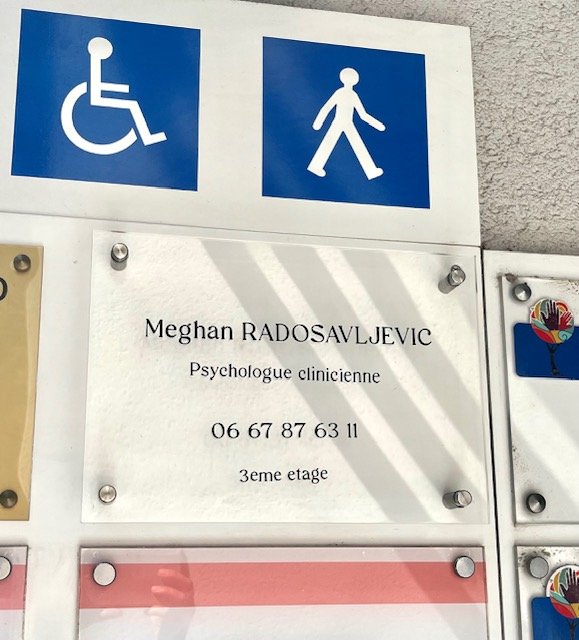 Meghan RADOSAVLJEVIC
Psychologue clinicienne
06 67 87 63 11
3eme etage